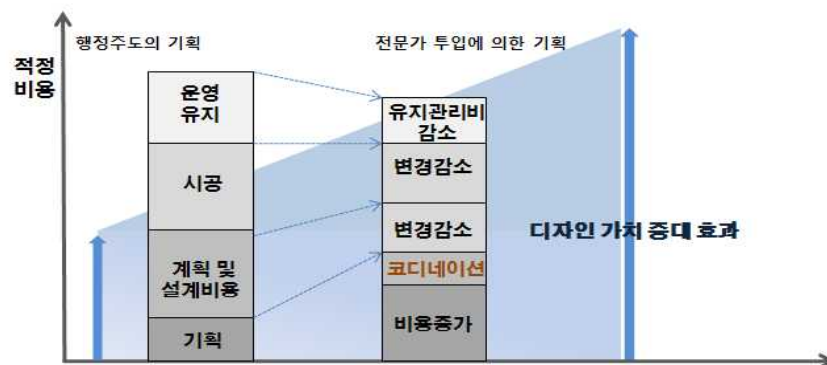 행정주도의 기획
전문가 투입에 의한 기획
적정
비용
운영
유지
시공
계획 및
설계비용
기획
유지관리비
감소
변경감소
변경감소
코디네이션
비용증가
디자인 가치 증대 효과